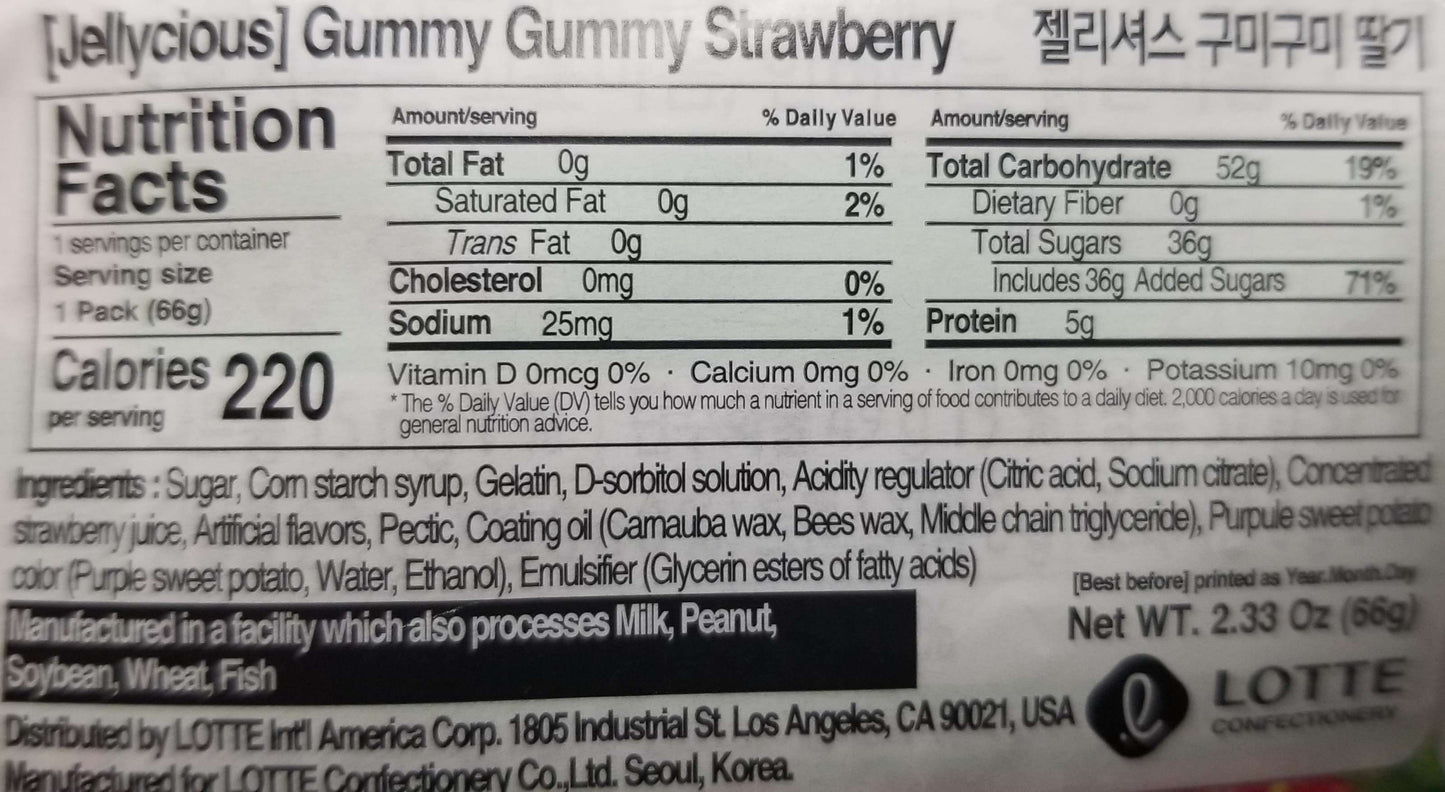 [Jellycious] Gummy Gummy Strawberry 젤리셔스 구미구미 딸기
Nutrition
Facts
1 servings per container
Serving size
1 Pack (66g)
Calories 220
per serving
Amount/serving % Daily Value
Total Fat 0g 1%
Saturated Fat 0g 2%
Trans Fat 0g
Cholesterol 0mg 0%
Sodium 25mg 1%
Amount/serving % Daily Value
Total Carbohydrate 52g 19%
Dietary Fiber 0g 1%
Total Sugars 36g
Includes 36g Added Sugars 71%
Protein 5g
Vitamin D 0mcg 0% · Calcium 0mg 0% · Iron 0mg 0% · Potassium 10mg 0%
* The % Daily Value (DV) tells you how much a nutrient in a serving of food contributes to a daily diet. 2,000 calories a day is used for
general nutrition advice.
Ingredients : Sugar, Corn starch syrup, Gelatin, D-sorbitol solution, Acidity regulator (Citric acid, Sodium citrate), Concentrated
strawberry juice, Artificial flavors, Pectic, Coating oil (Carnauba wax, Bees wax, Middle chain triglyceride), Purpule sweet potato
color (Purple sweet potato, Water, Ethanol), Emulsifier (Glycerin esters of fatty acids)
[Best before] printed as Year.Month.Day
Manufactured in a facility which also processes Milk, Peanut,
Soybean, Wheat, Fish
Net WT. 2.33 Oz (66g)
LOTTE
CONFECTIONERY
Distributed by LOTTE Int'l America Corp. 1805 Industrial St. Los Angeles, CA 90021, USA
Manufactured for LOTTE Confectionery Co.,Ltd. Seoul, Korea.